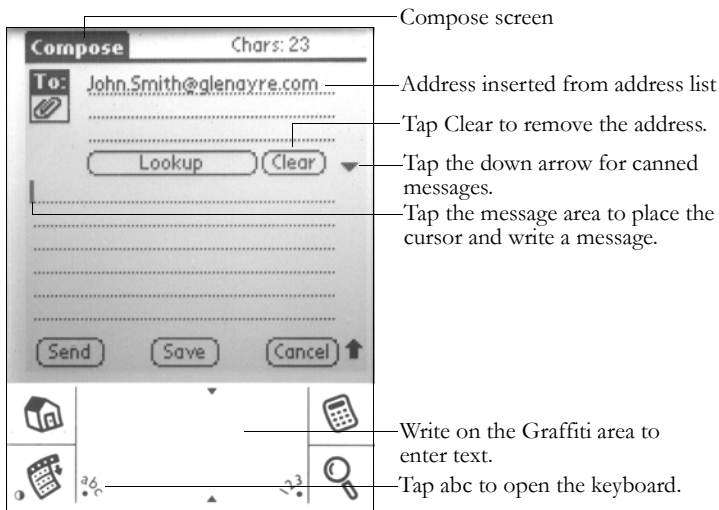 Compose screen
Compose Chars: 23
To: John.Smith@glenayre.com
Address inserted from address list
Tap Clear to remove the address.
Lookup Clear
Tap the down arrow for canned
messages.
Tap the message area to place the
cursor and write a message.
Send Save Cancel
Write on the Graffiti area to
enter text.
abc 123
Tap abc to open the keyboard.